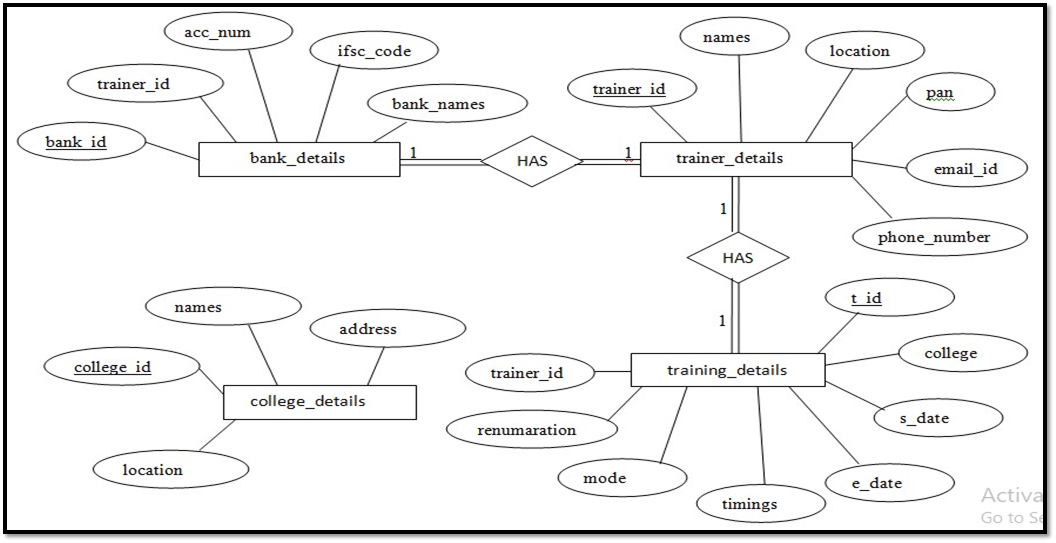 acc_num
ifsc_code
trainer_id
bank_names
bank_id
bank_details
1
HAS
1
names
location
trainer_id
pan
trainer_details
email_id
phone_number
1
HAS
1
names
address
college_id
college_details
location
t_id
college
trainer_id
training_details
s_date
renumaration
mode
timings
e_date
Activa
Go to Se